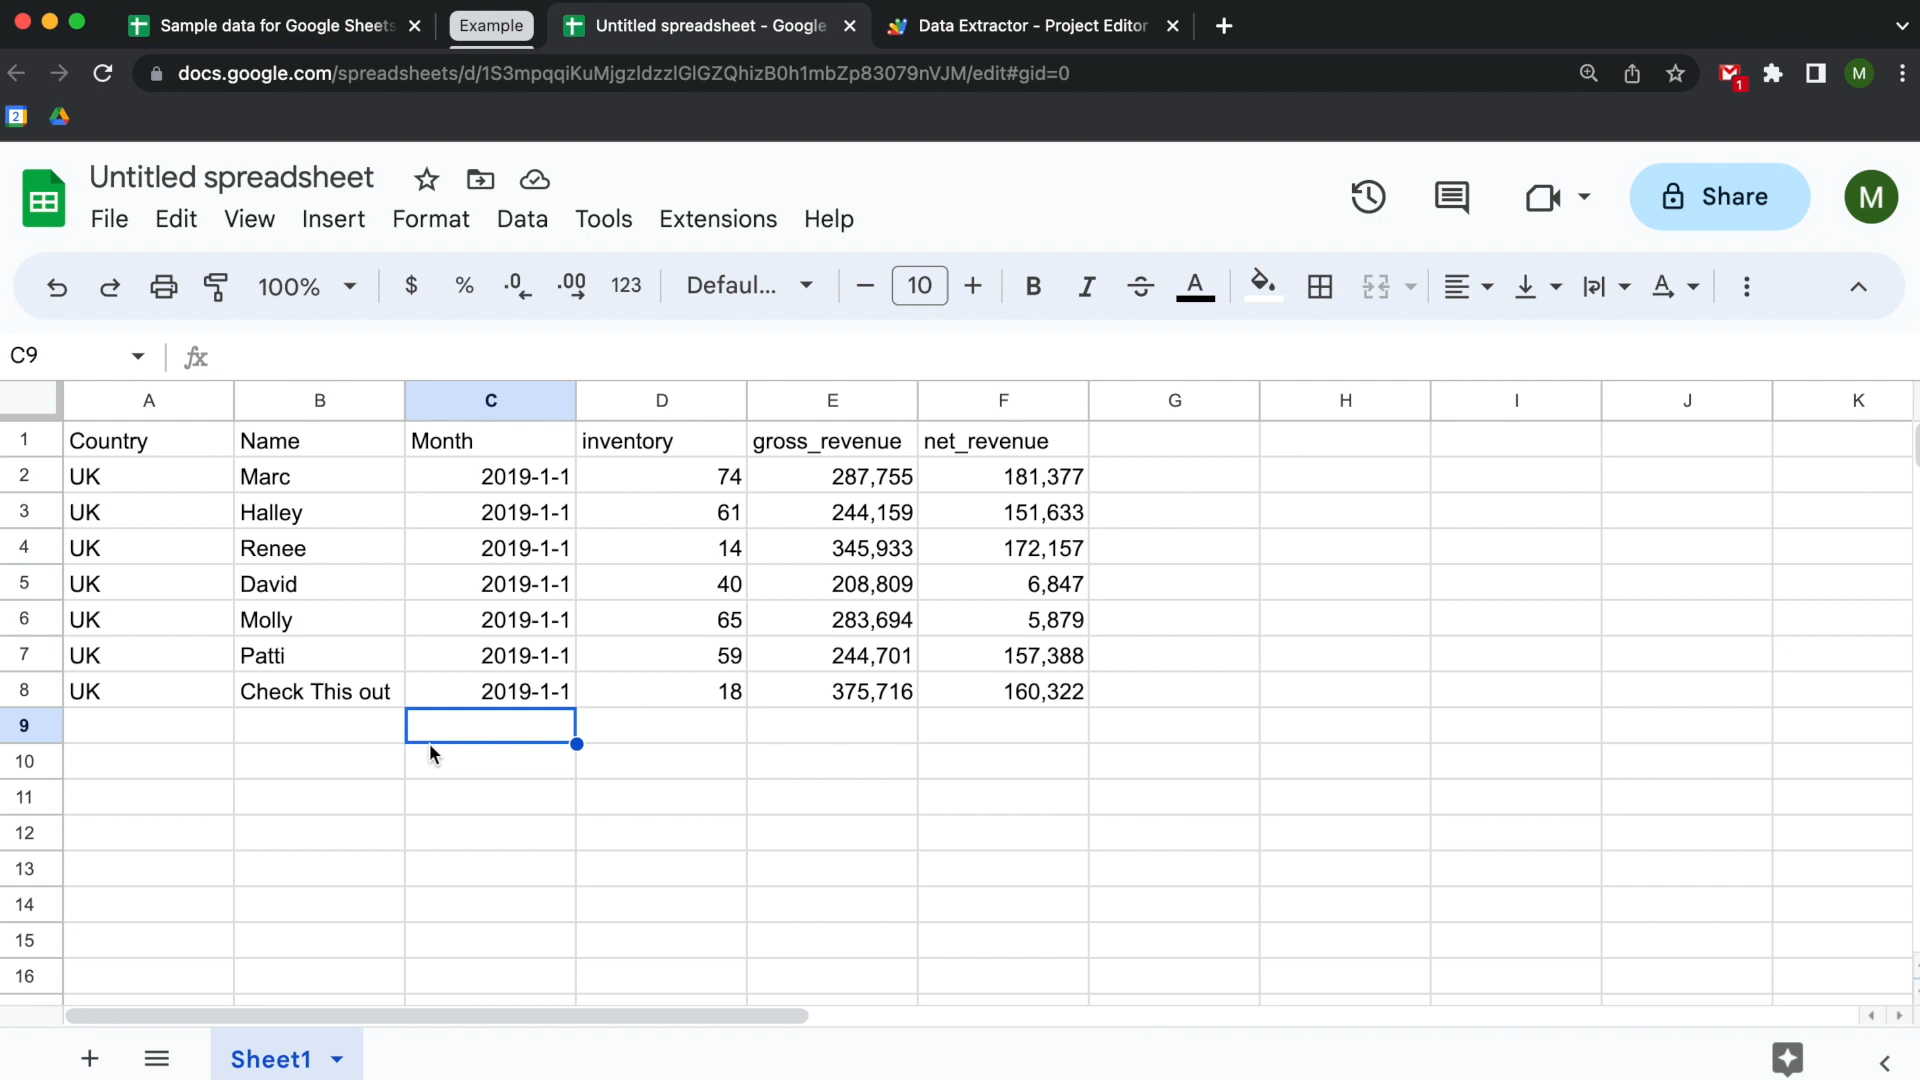 Sample data for Google Sheets
Example
Untitled spreadsheet - Google
Data Extractor - Project Editor
docs.google.com/spreadsheets/d/1S3mpqqiKuMjgzldzzlGlGZQhizB0h1mbZp83079nVJM/edit#gid=0
1
M
2
Untitled spreadsheet
File Edit View Insert Format Data Tools Extensions Help
Share
M
100% $ % .0 .00 123 Defaul... 10 B I A A
C9 fx
A B C D E F G H I J K
1 Country Name Month inventory gross_revenue net_revenue
2 UK Marc 2019-1-1 74 287,755 181,377
3 UK Halley 2019-1-1 61 244,159 151,633
4 UK Renee 2019-1-1 14 345,933 172,157
5 UK David 2019-1-1 40 208,809 6,847
6 UK Molly 2019-1-1 65 283,694 5,879
7 UK Patti 2019-1-1 59 244,701 157,388
8 UK Check This out 2019-1-1 18 375,716 160,322
9
10
11
12
13
14
15
16
Sheet1